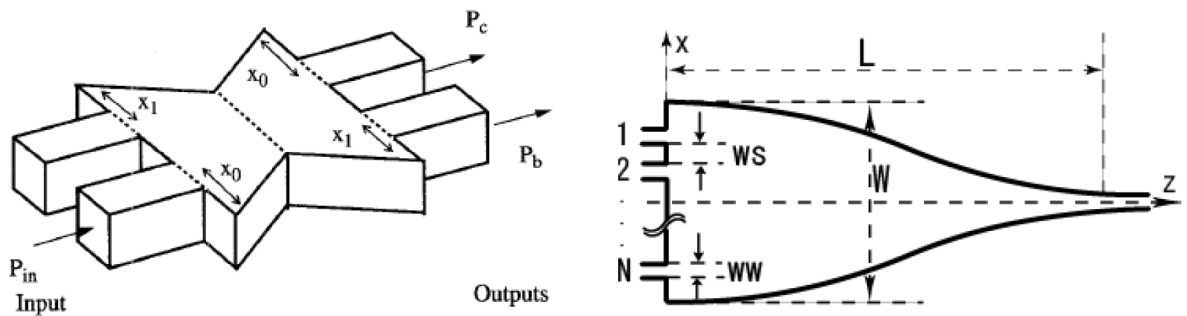 P_c
x_0
x_1
x_1
P_b
x_0
P_in
Input
Outputs
x
L
1
WS
2
W
z
N
WW